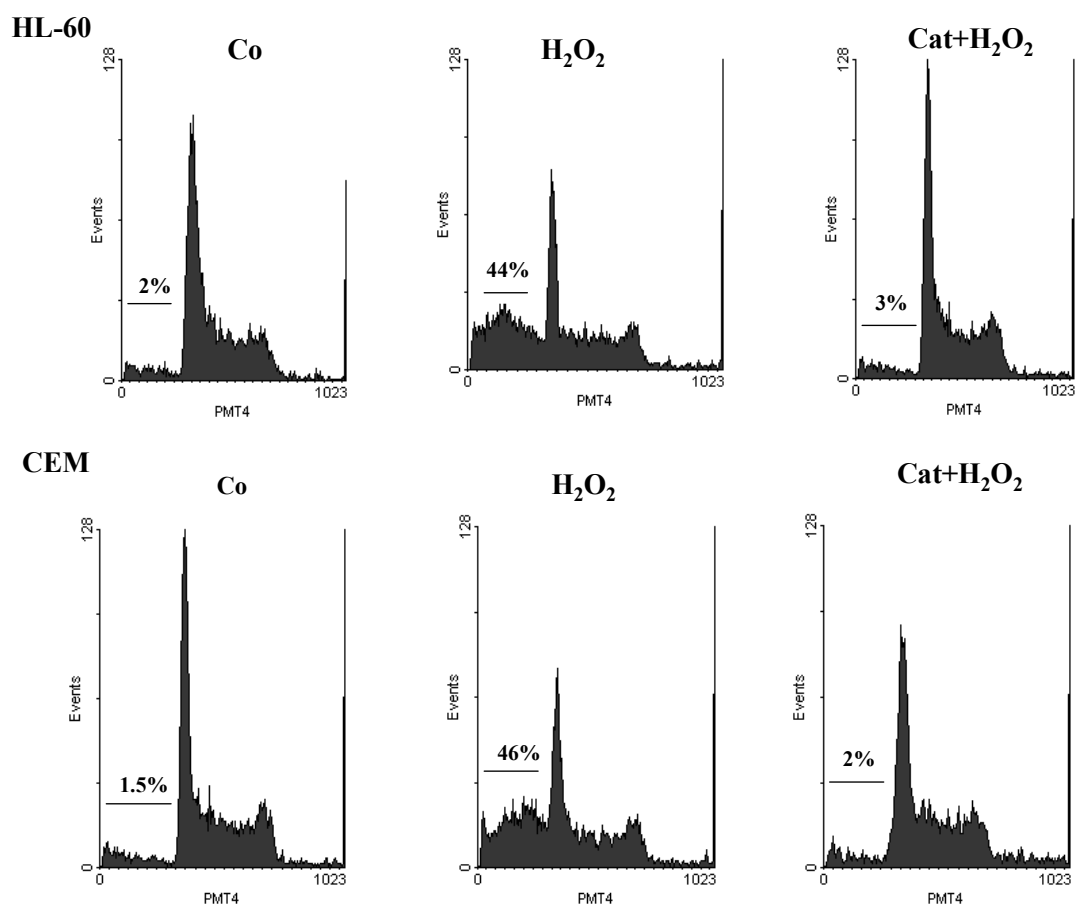 HL-60
Co
H₂O₂
Cat+H₂O₂
128
Events
2%
0
0
1023
PMT4
128
Events
44%
0
0
1023
PMT4
128
Events
3%
0
0
1023
PMT4
CEM
Co
H₂O₂
Cat+H₂O₂
128
Events
1.5%
0
0
1023
PMT4
128
Events
46%
0
0
1023
PMT4
128
Events
2%
0
0
1023
PMT4